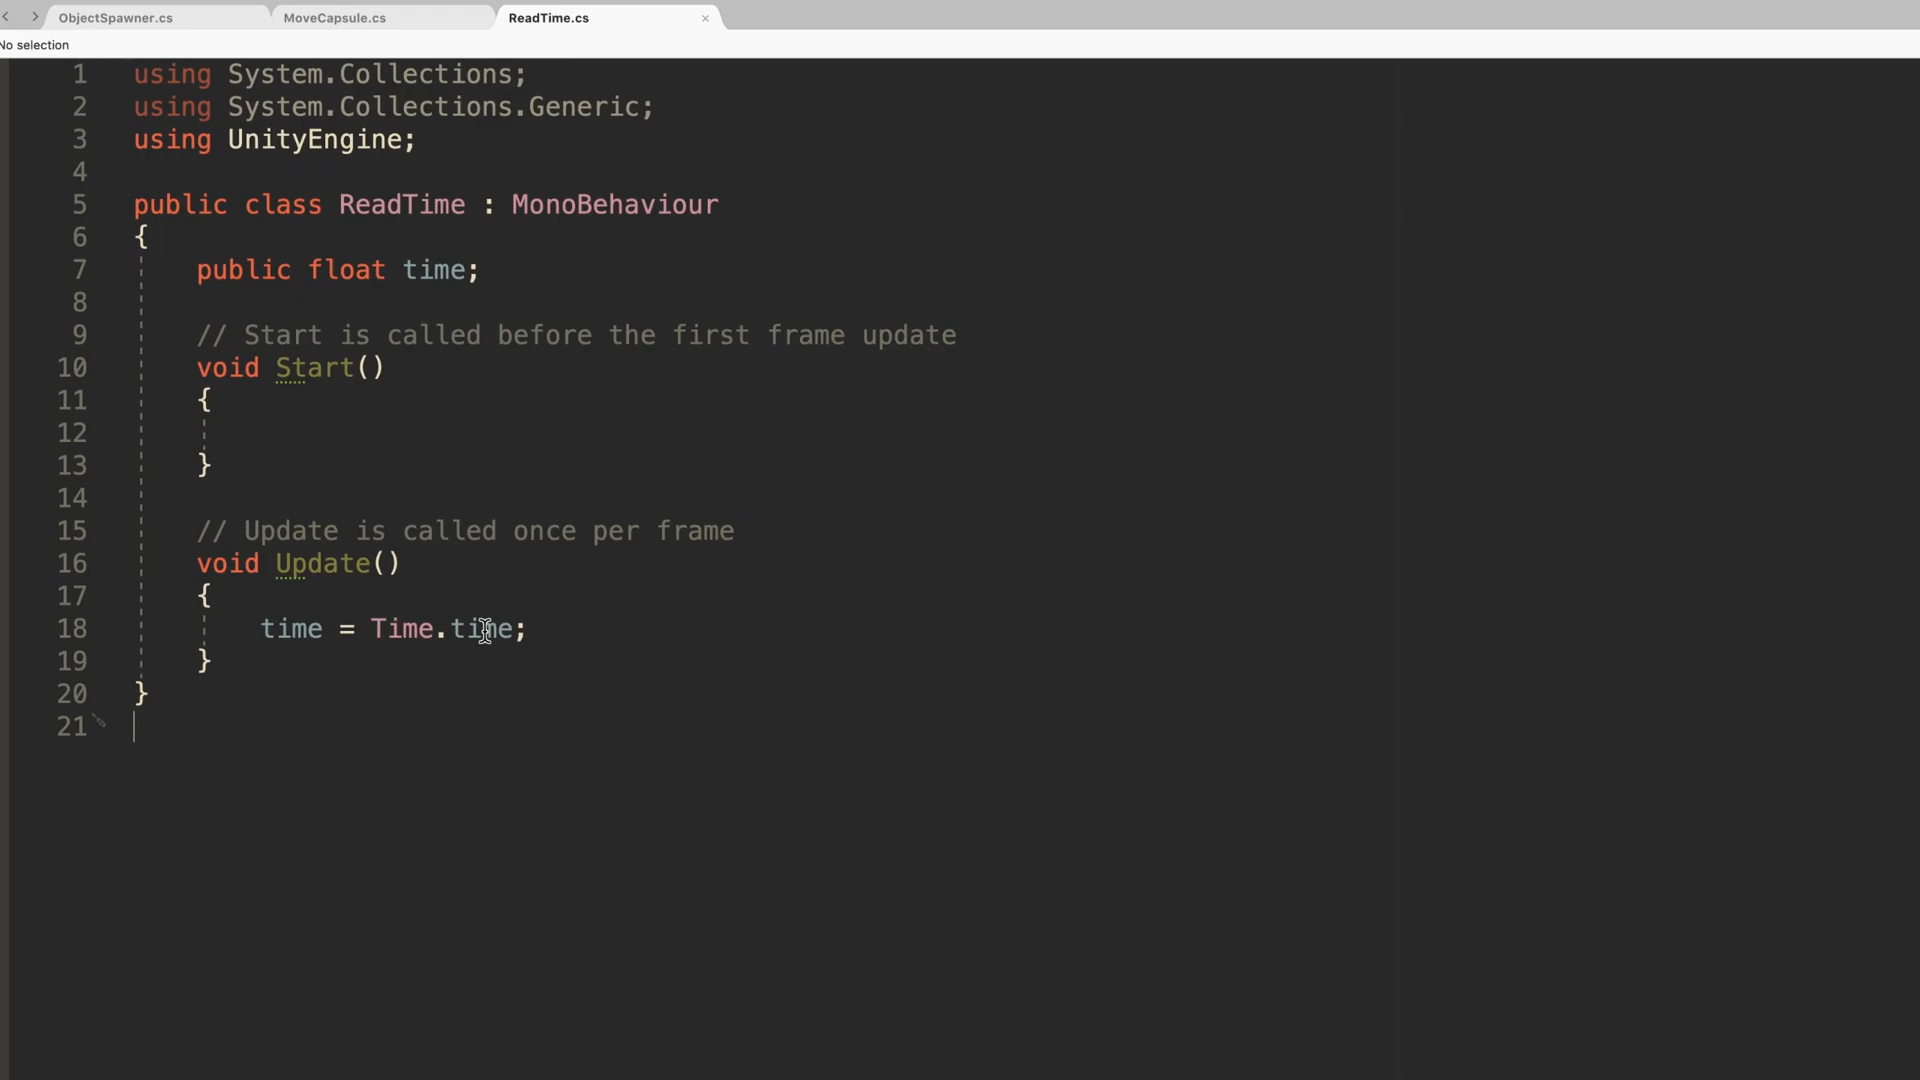 ObjectSpawner.cs MoveCapsule.cs ReadTime.cs
No selection
1 using System.Collections;
2 using System.Collections.Generic;
3 using UnityEngine;
4
5 public class ReadTime : MonoBehaviour
6 {
7 public float time;
8
9 // Start is called before the first frame update
10 void Start()
11 {
12
13 }
14
15 // Update is called once per frame
16 void Update()
17 {
18 time = Time.time;
19 }
20 }
21